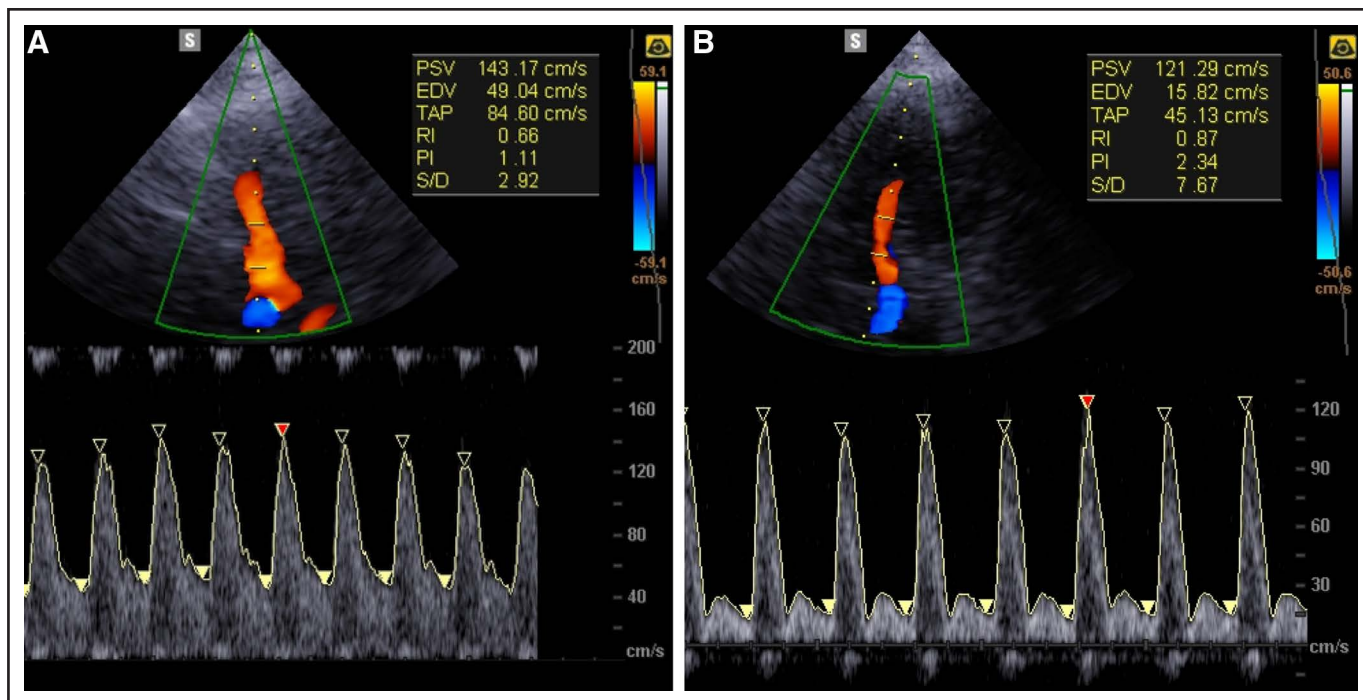 A
S
PSV 143.17 cm/s
EDV 49.04 cm/s
TAP 84.60 cm/s
RI 0.66
PI 1.11
S/D 2.92
59.1
-59.1
cm/s
200
160
120
80
40
cm/s
B
S
PSV 121.29 cm/s
EDV 15.82 cm/s
TAP 45.13 cm/s
RI 0.87
PI 2.34
S/D 7.67
50.6
-50.6
cm/s
120
90
60
30
cm/s